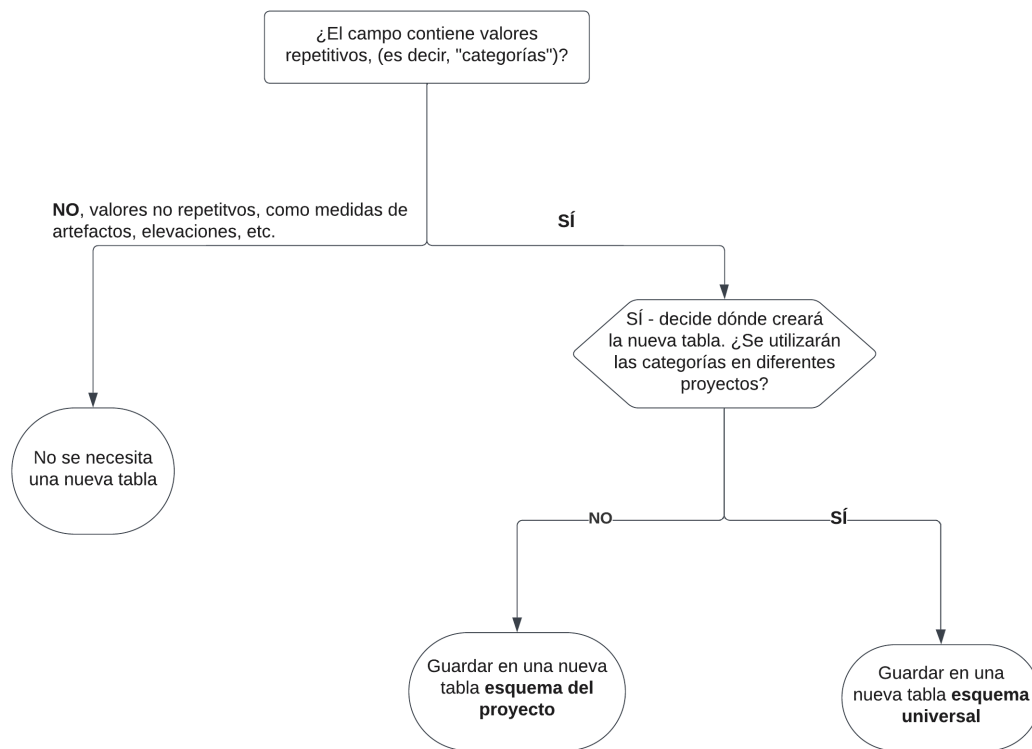 ¿El campo contiene valores
repetitivos, (es decir, "categorías")?
NO, valores no repetitvos, como medidas de
artefactos, elevaciones, etc.
SÍ
SÍ - decide dónde creará
la nueva tabla. ¿Se utilizarán
las categorías en diferentes
proyectos?
No se necesita
una nueva tabla
NO
SÍ
Guardar en una nueva
tabla esquema del
proyecto
Guardar en una
nueva tabla esquema
universal